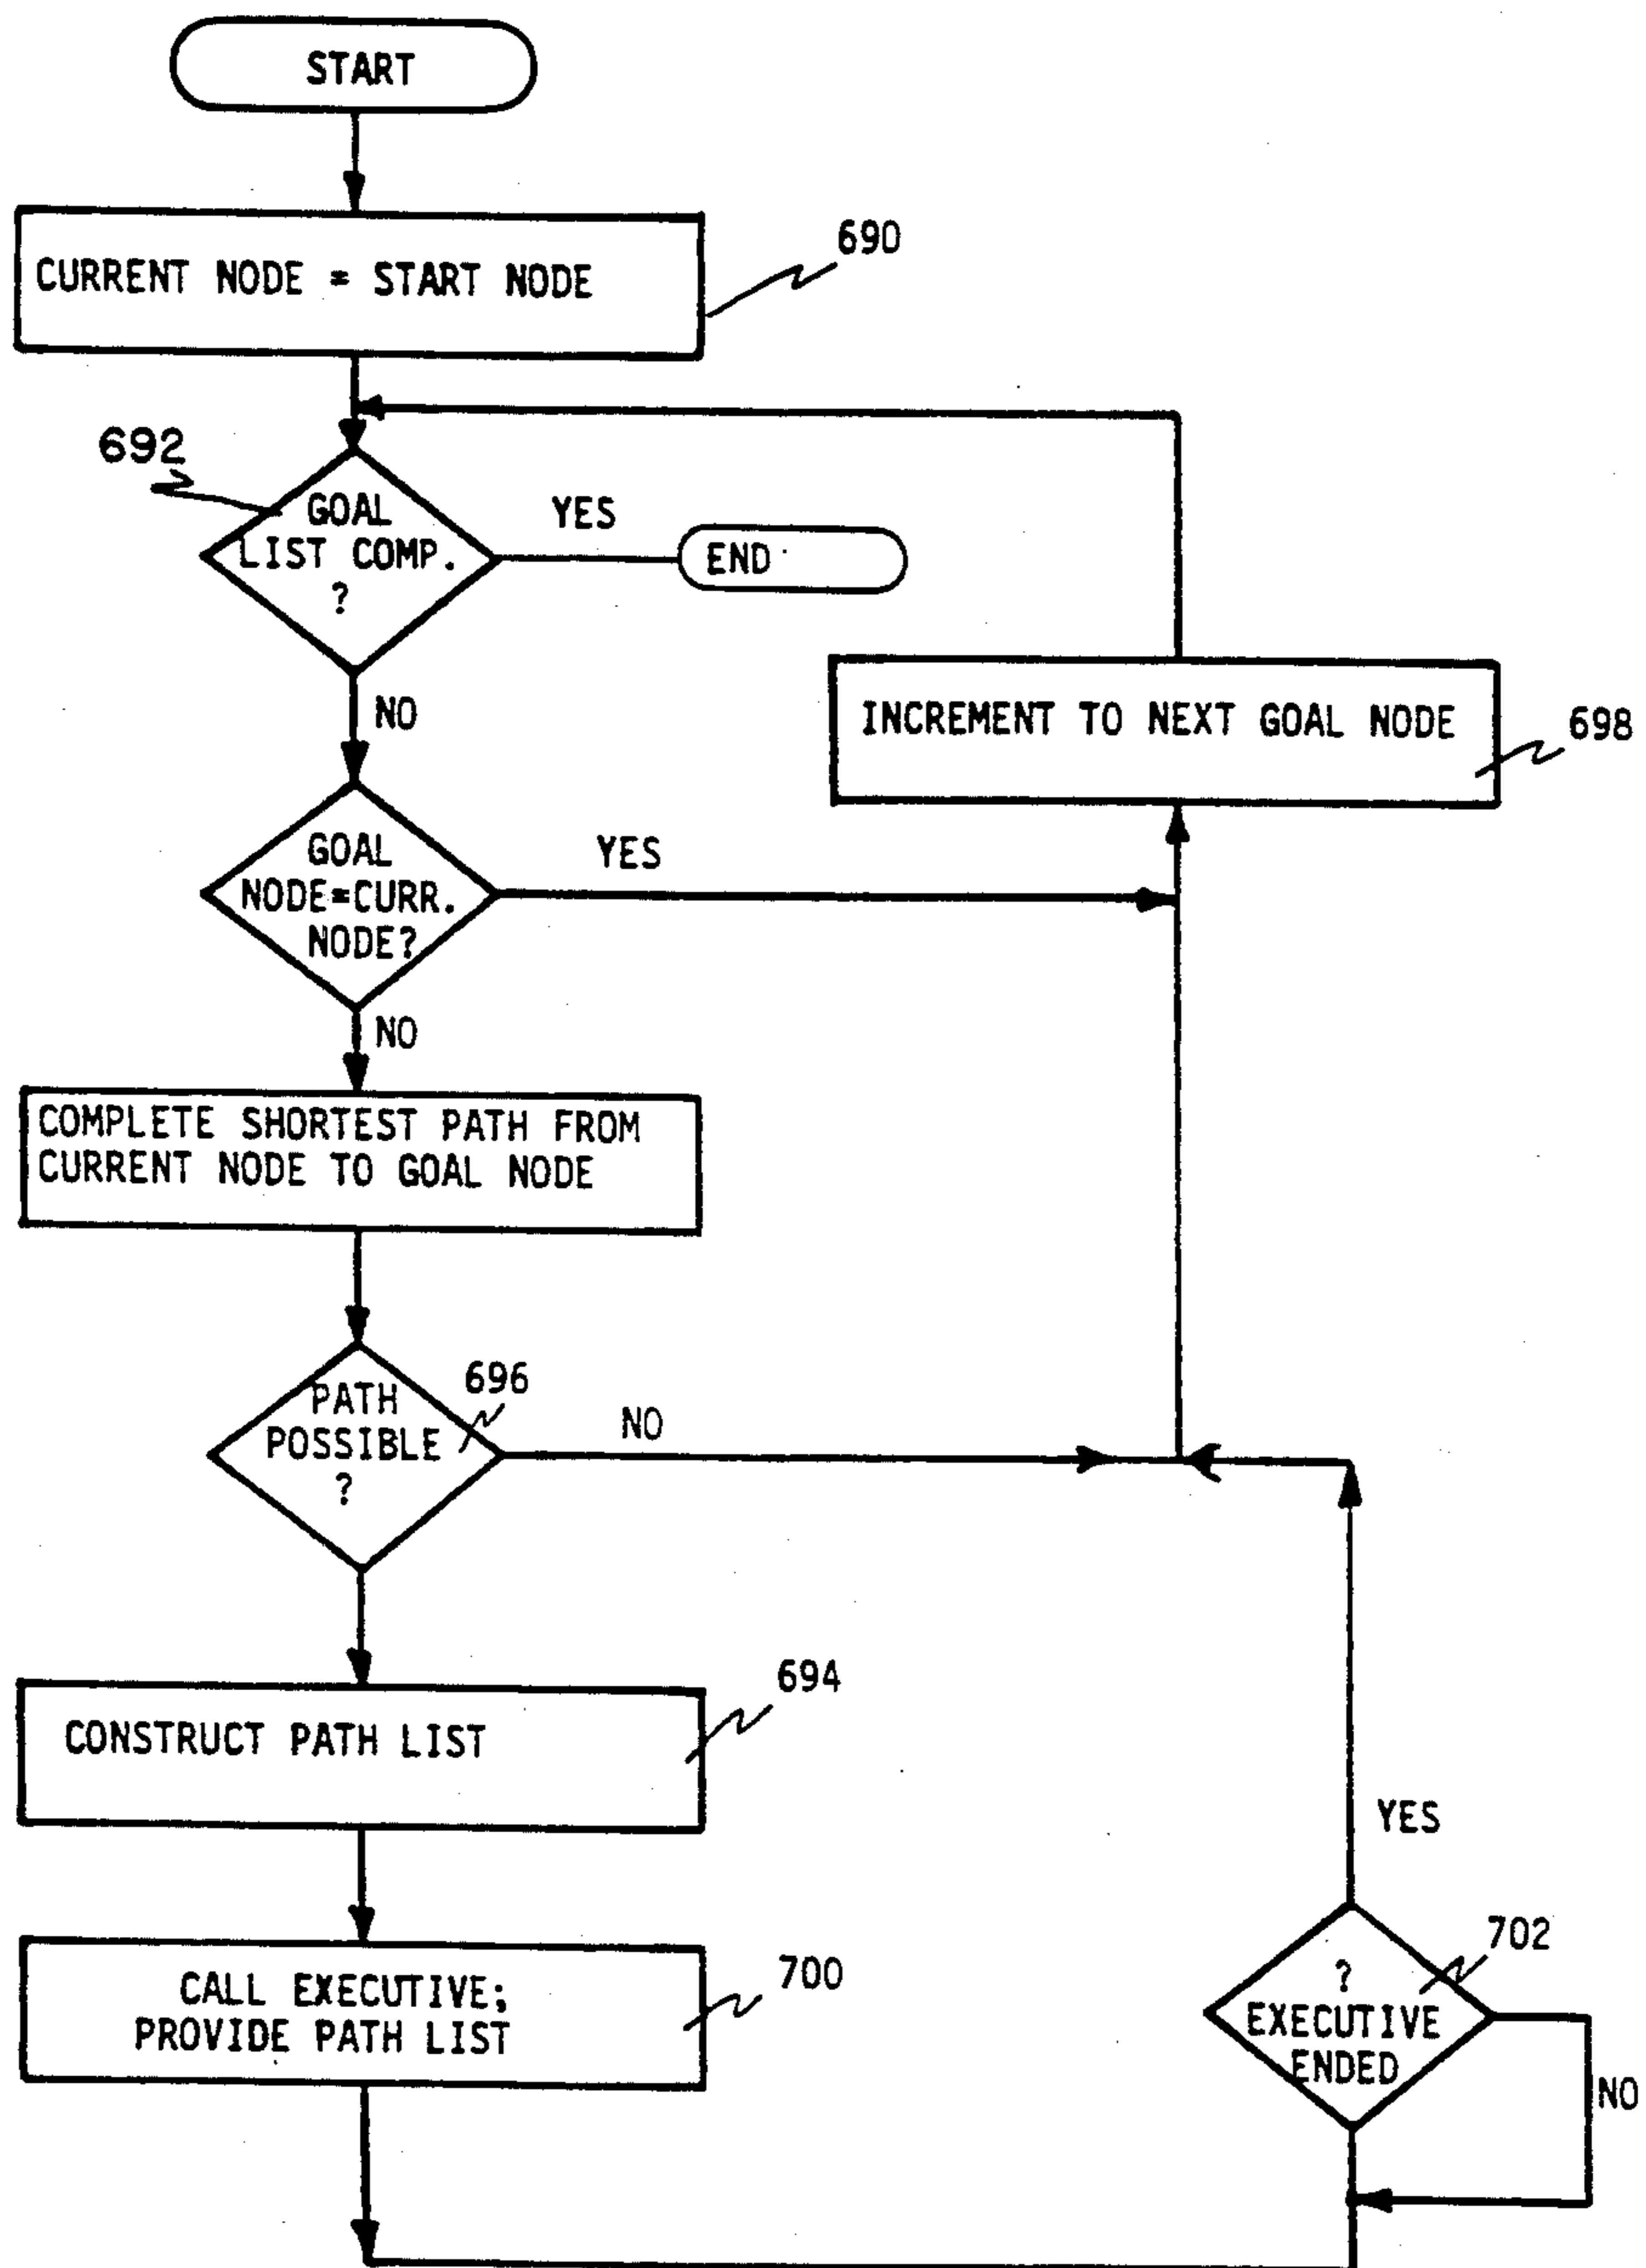 START
CURRENT NODE = START NODE
690
692
GOAL
LIST COMP.
?
YES
END
NO
INCREMENT TO NEXT GOAL NODE
698
GOAL
NODE=CURR.
NODE?
YES
NO
COMPLETE SHORTEST PATH FROM
CURRENT NODE TO GOAL NODE
PATH
POSSIBLE
?
696
NO
CONSTRUCT PATH LIST
694
YES
CALL EXECUTIVE;
PROVIDE PATH LIST
700
?
EXECUTIVE
ENDED
702
NO